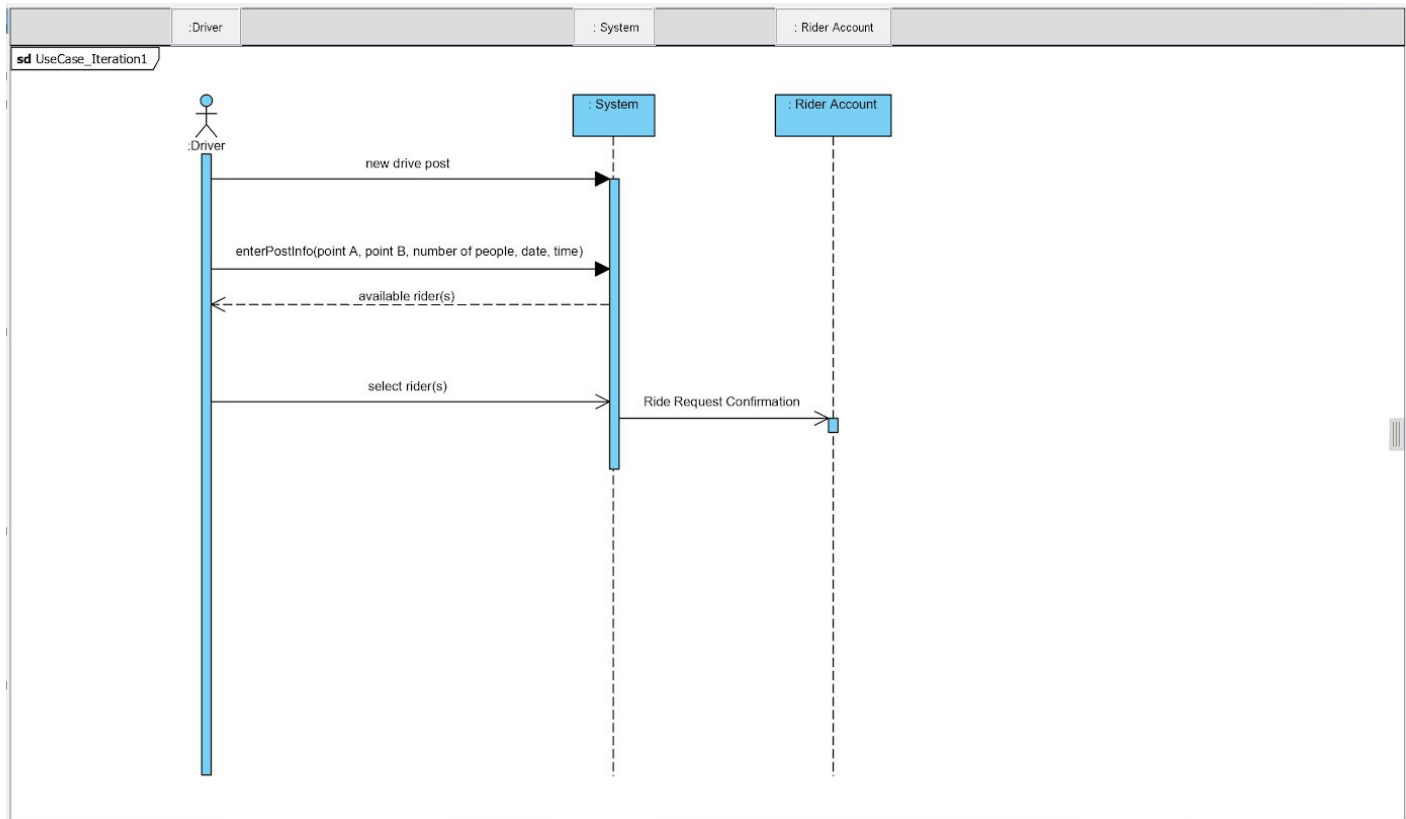 :Driver
: System
: Rider Account
sd UseCase_Iteration1
: System
: Rider Account
:Driver
new drive post
enterPostInfo(point A, point B, number of people, date, time)
available rider(s)
select rider(s)
Ride Request Confirmation